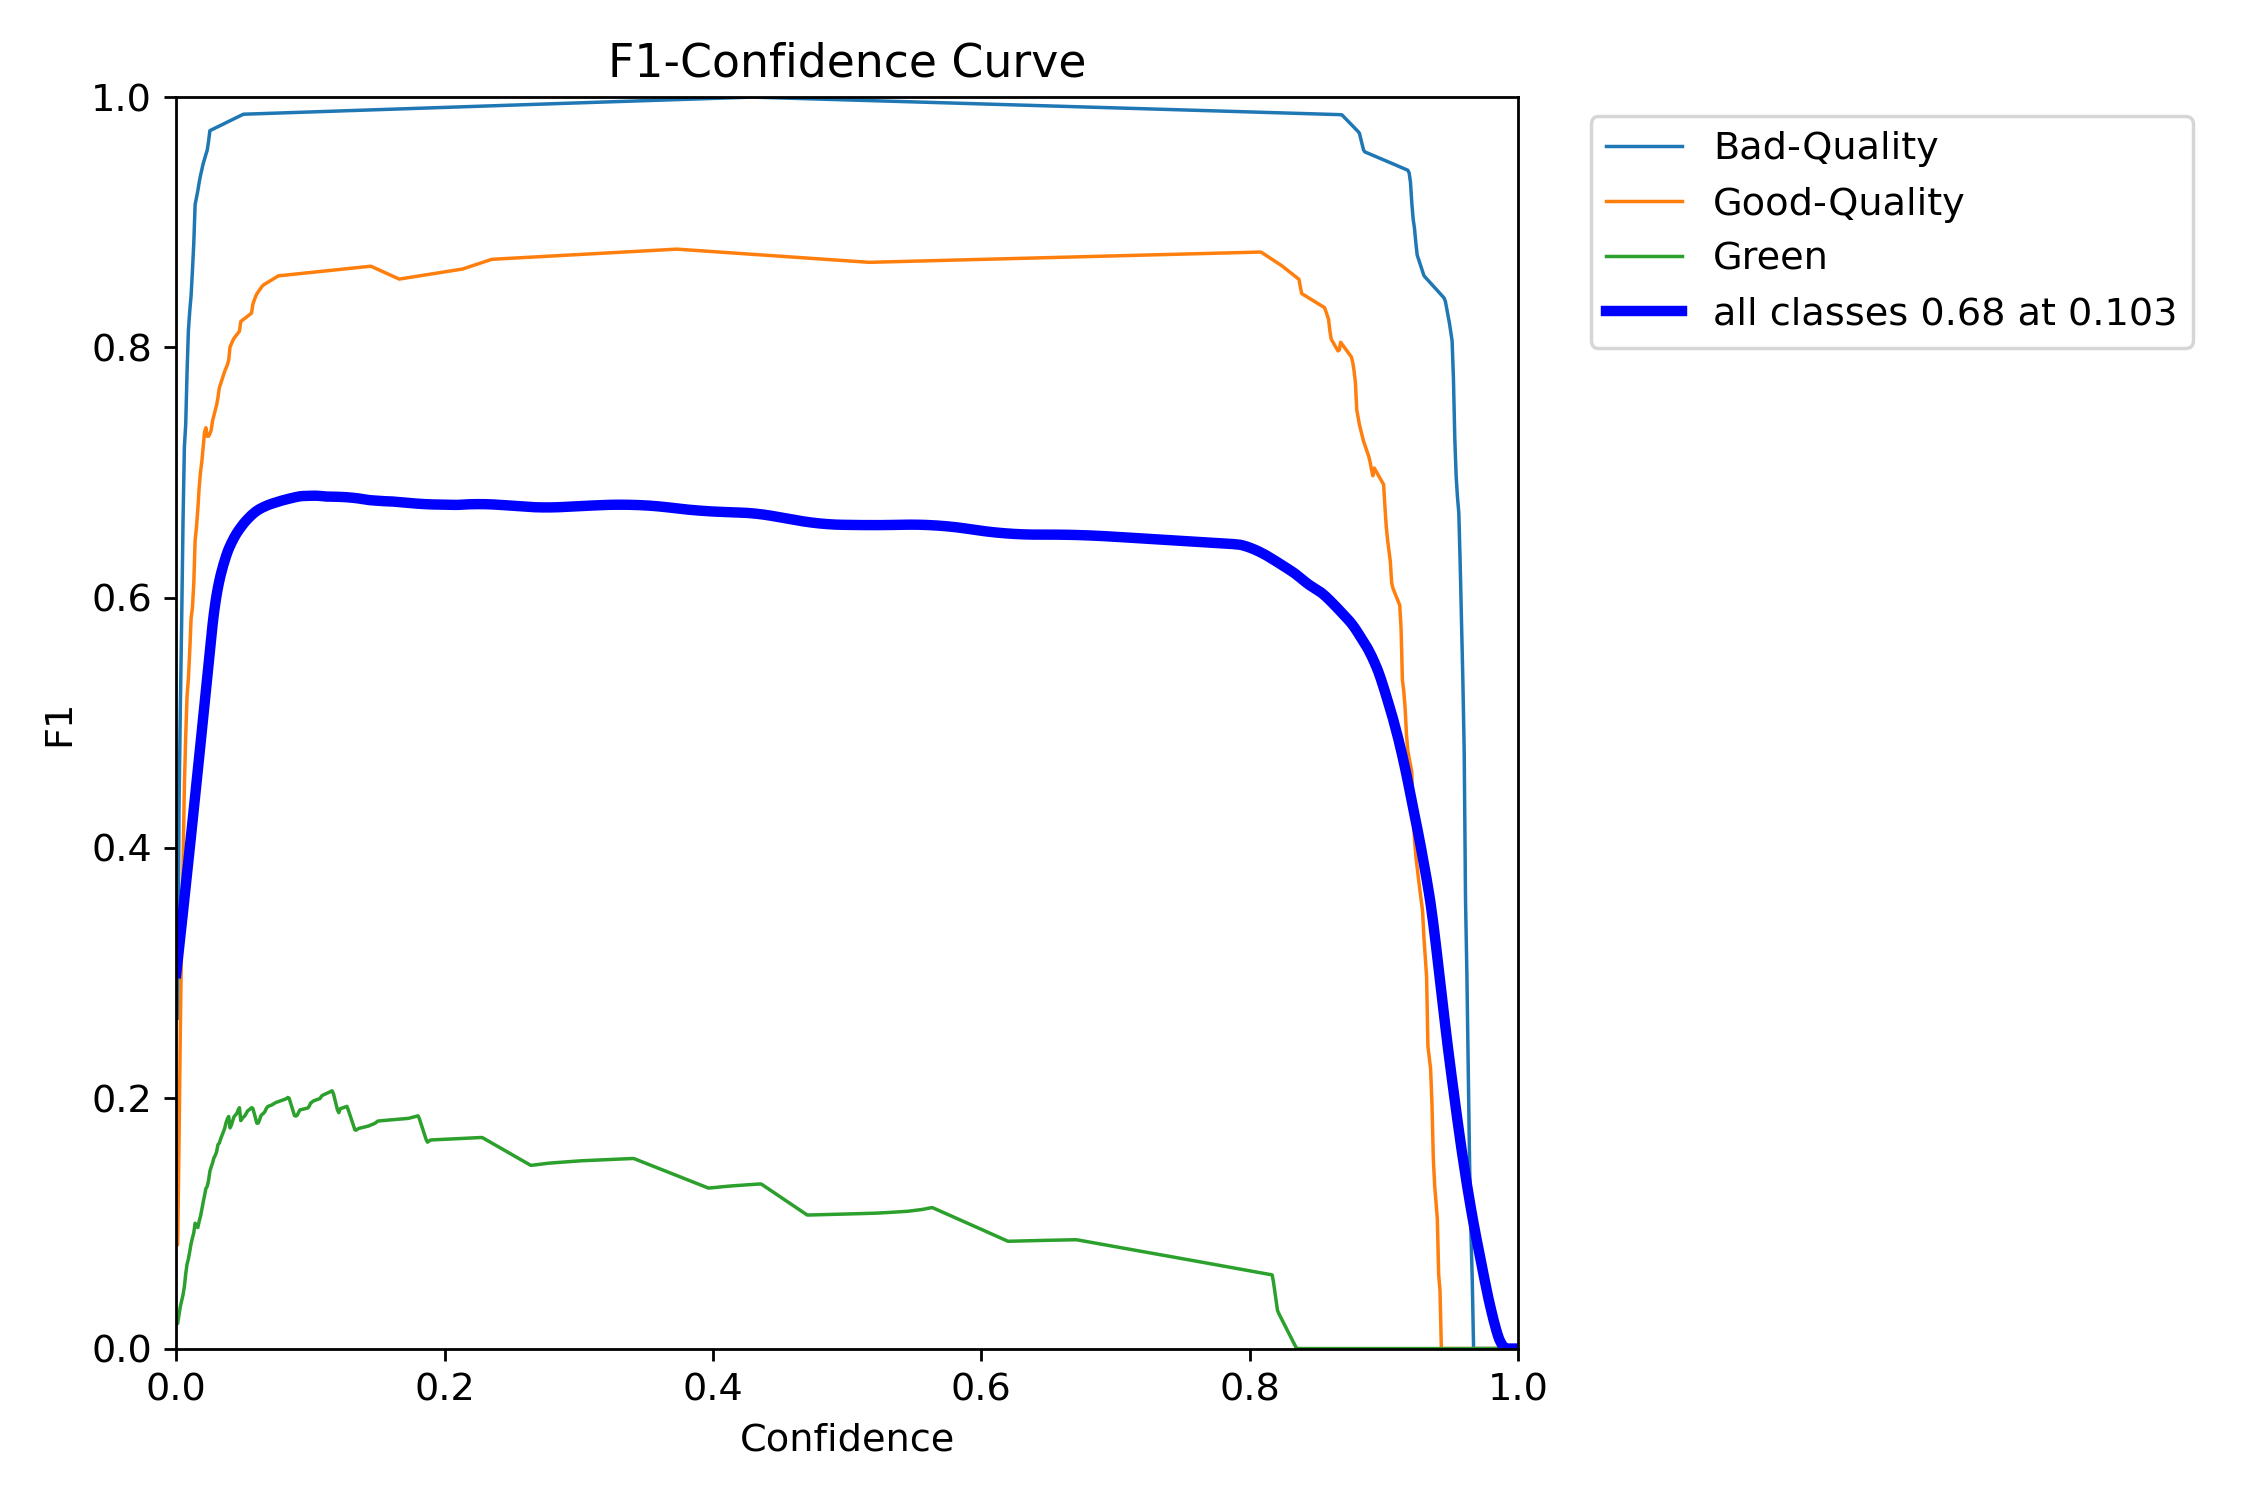 F1-Confidence Curve
1.0
0.8
0.6
0.4
0.2
0.0
F1
0.0 0.2 0.4 0.6 0.8 1.0
Confidence
Bad-Quality
Good-Quality
Green
all classes 0.68 at 0.103